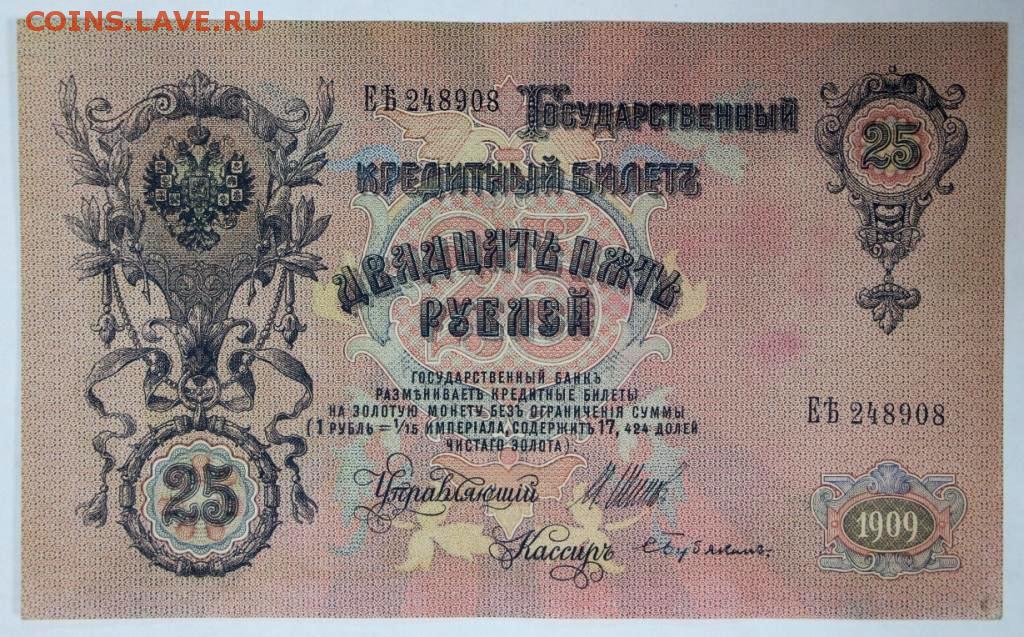 COINS.LAVE.RU
ЕѢ 248908 Государственный
25
Кредитный Билетъ
Двадцать пять
рублей
25
ГОСУДАРСТВЕННЫЙ БАНКЪ
РАЗМѢНИВАЕТЪ КРЕДИТНЫЕ БИЛЕТЫ
НА ЗОЛОТУЮ МОНЕТУ БЕЗЪ ОГРАНИЧЕНІЯ СУММЫ
(1 РУБЛЬ = 1/15 ИМПЕРІАЛА, СОДЕРЖИТЪ 17, 424 ДОЛЕЙ
ЧИСТАГО ЗОЛОТА).
ЕѢ 248908
25
Управляющій
1909
Кассиръ